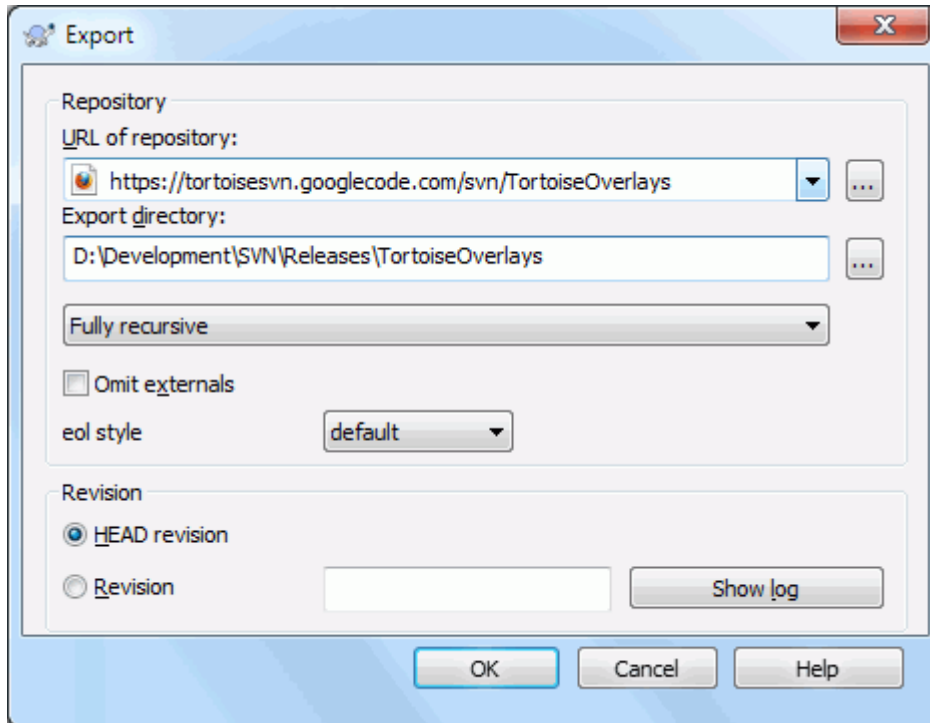 Export
Repository
URL of repository:
https://tortoisesvn.googlecode.com/svn/TortoiseOverlays
...
Export directory:
D:\Development\SVN\Releases\TortoiseOverlays
...
Fully recursive
Omit externals
eol style default
Revision
HEAD revision
Revision Show log
OK Cancel Help